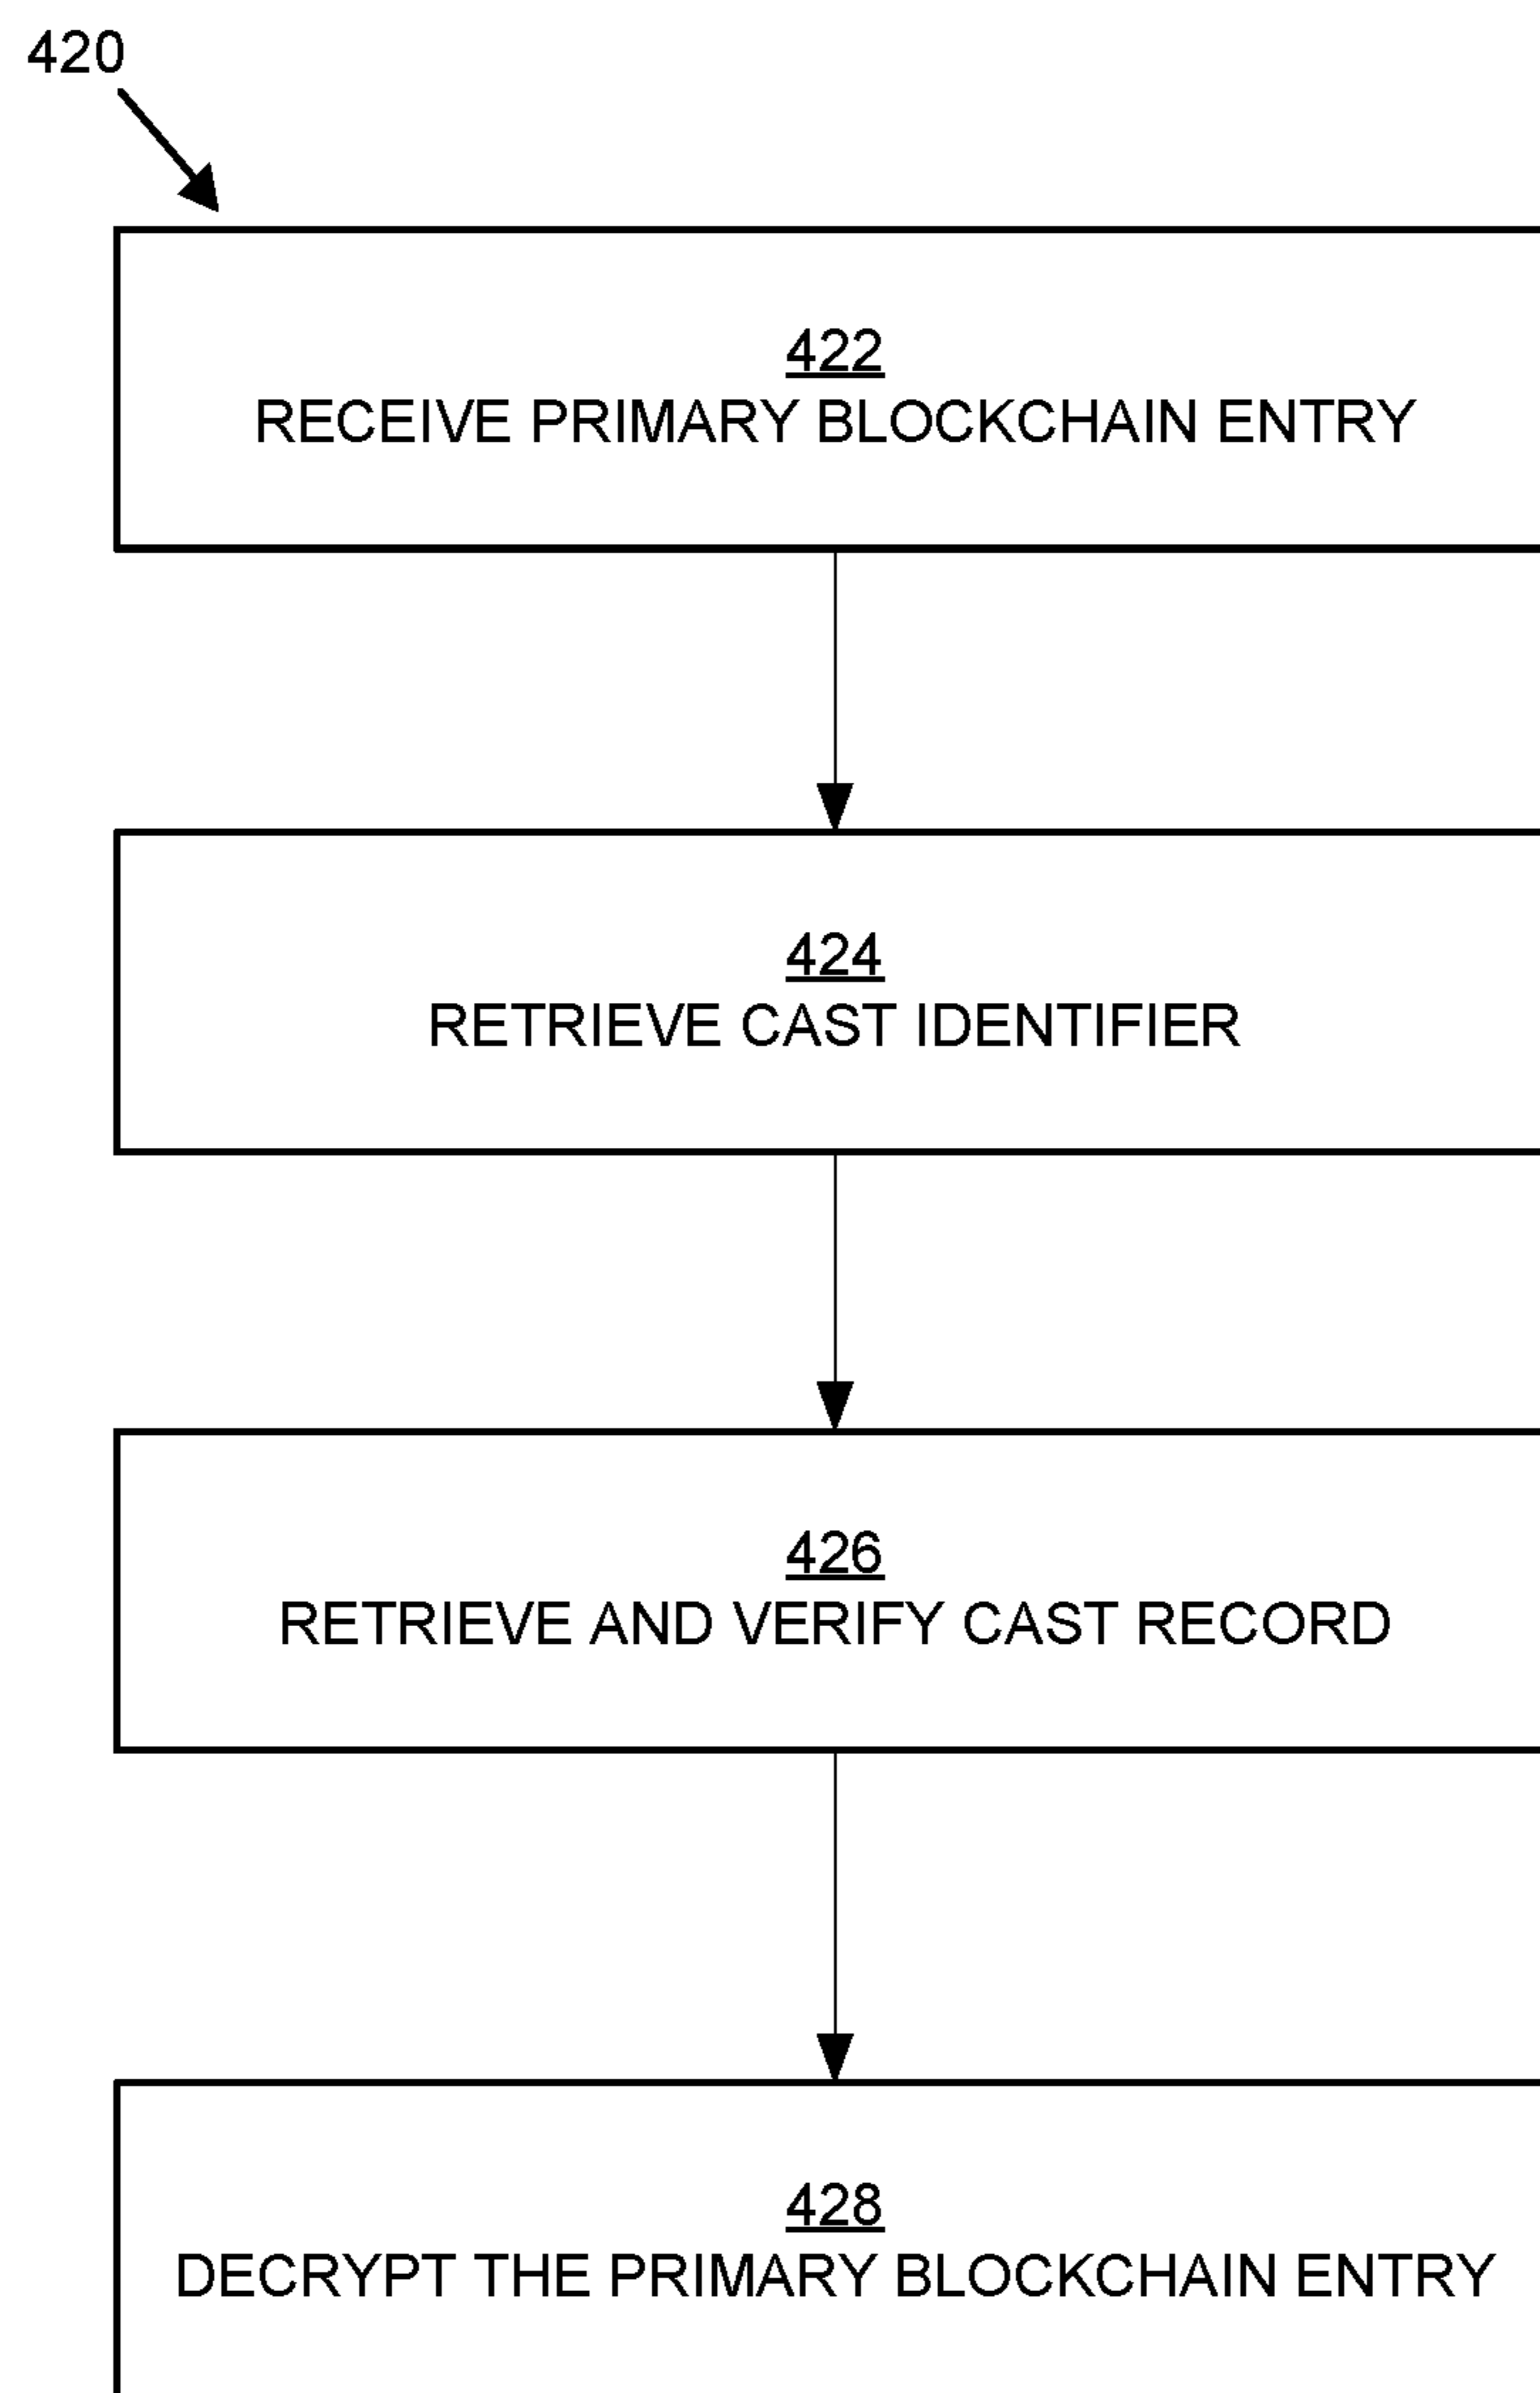 420
422
RECEIVE PRIMARY BLOCKCHAIN ENTRY
424
RETRIEVE CAST IDENTIFIER
426
RETRIEVE AND VERIFY CAST RECORD
428
DECRYPT THE PRIMARY BLOCKCHAIN ENTRY